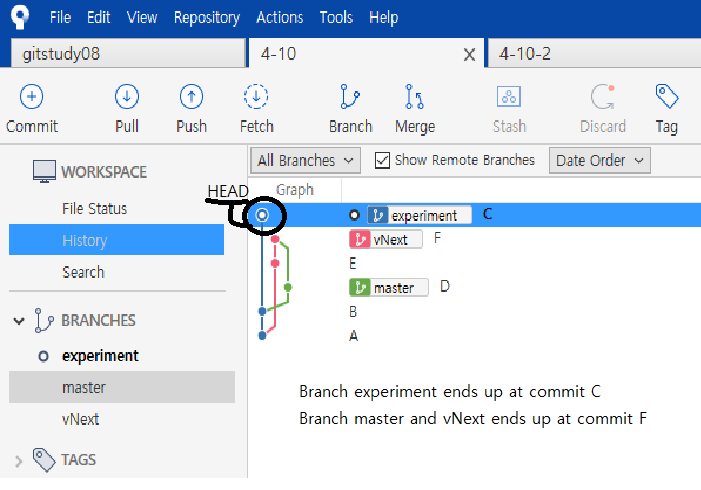 File Edit View Repository Actions Tools Help
gitstudy08 4-10 4-10-2
Commit Pull Push Fetch Branch Merge Stash Discard Tag
WORKSPACE
All Branches Show Remote Branches Date Order
HEAD
Graph
File Status
experiment C
History
vNext F
E
Search
master D
B
BRANCHES
A
experiment
master
Branch experiment ends up at commit C
vNext
Branch master and vNext ends up at commit F
TAGS